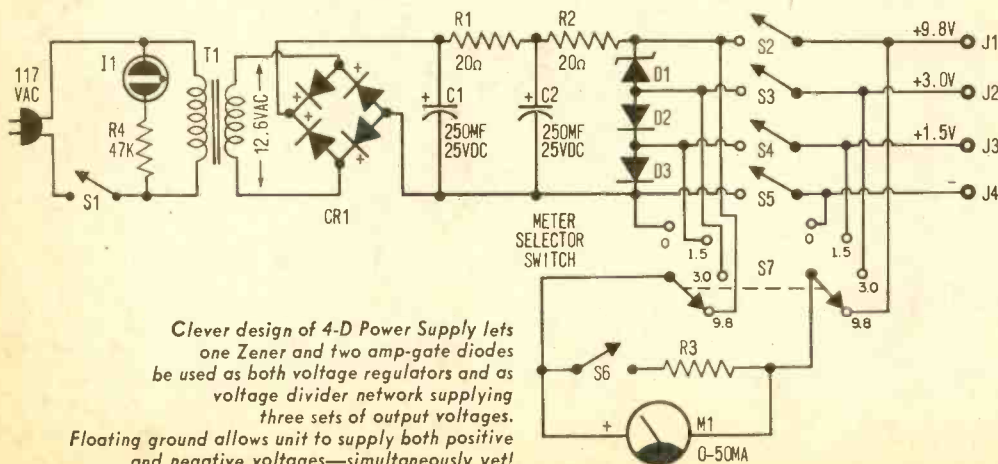 117
VAC
I1
R4
47K
S1
T1
12.6VAC
CR1
R1
20Ω
R2
20Ω
C1
250MF
25VDC
C2
250MF
25VDC
D1
D2
D3
S2
S3
S4
S5
+9.8V
J1
+3.0V
J2
+1.5V
J3
-
J4
METER
SELECTOR
SWITCH
0
1.5
3.0
9.8
S7
0
1.5
3.0
9.8
S6
R3
+
M1
0-50MA
Clever design of 4-D Power Supply lets
one Zener and two amp-gate diodes
be used as both voltage regulators and as
voltage divider network supplying
three sets of output voltages.
Floating ground allows unit to supply both positive
and negative voltages—simultaneously yet!